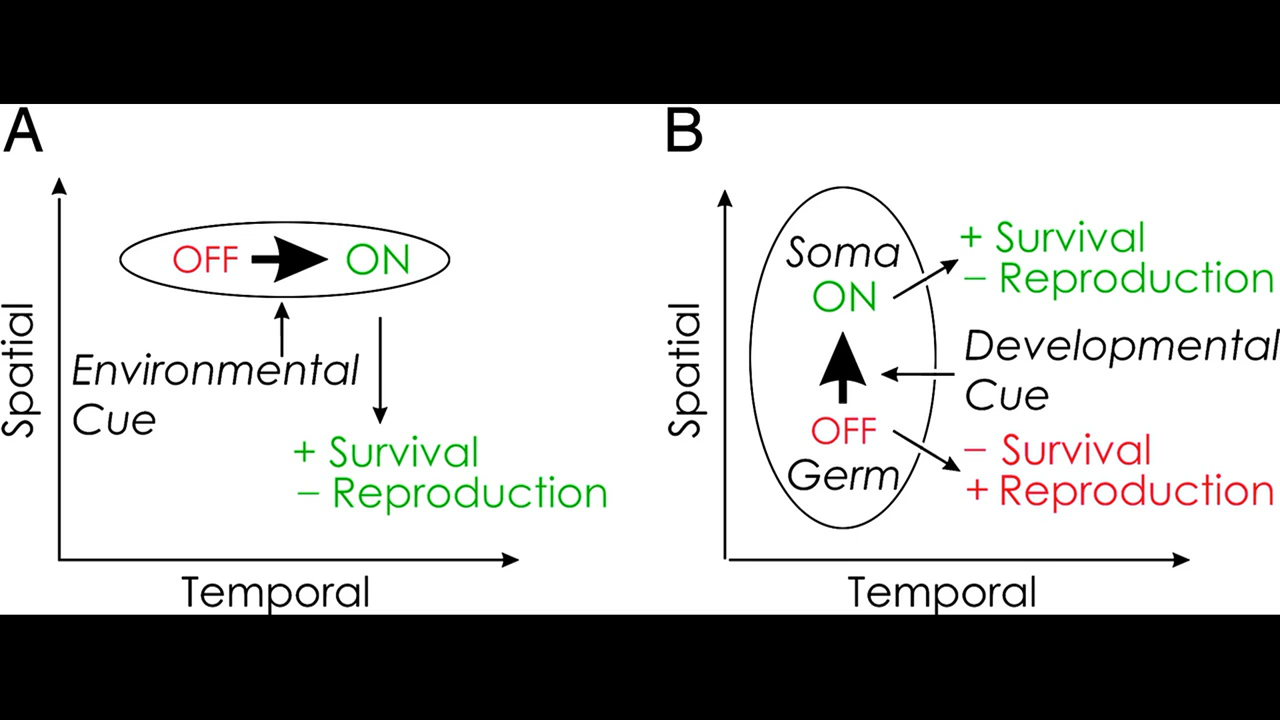 A
Spatial
OFF ON
Environmental
Cue
+ Survival
− Reproduction
Temporal
B
Spatial
Soma
ON
+ Survival
− Reproduction
Developmental
Cue
OFF
Germ
− Survival
+ Reproduction
Temporal